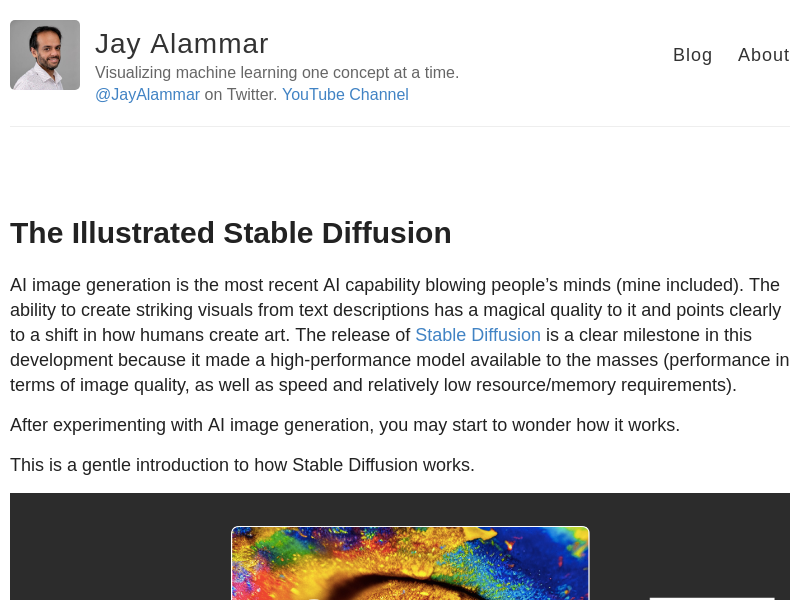 Jay Alammar
Visualizing machine learning one concept at a time.
@JayAlammar on Twitter. YouTube Channel
Blog About
The Illustrated Stable Diffusion
AI image generation is the most recent AI capability blowing people’s minds (mine included). The
ability to create striking visuals from text descriptions has a magical quality to it and points clearly
to a shift in how humans create art. The release of Stable Diffusion is a clear milestone in this
development because it made a high-performance model available to the masses (performance in
terms of image quality, as well as speed and relatively low resource/memory requirements).
After experimenting with AI image generation, you may start to wonder how it works.
This is a gentle introduction to how Stable Diffusion works.